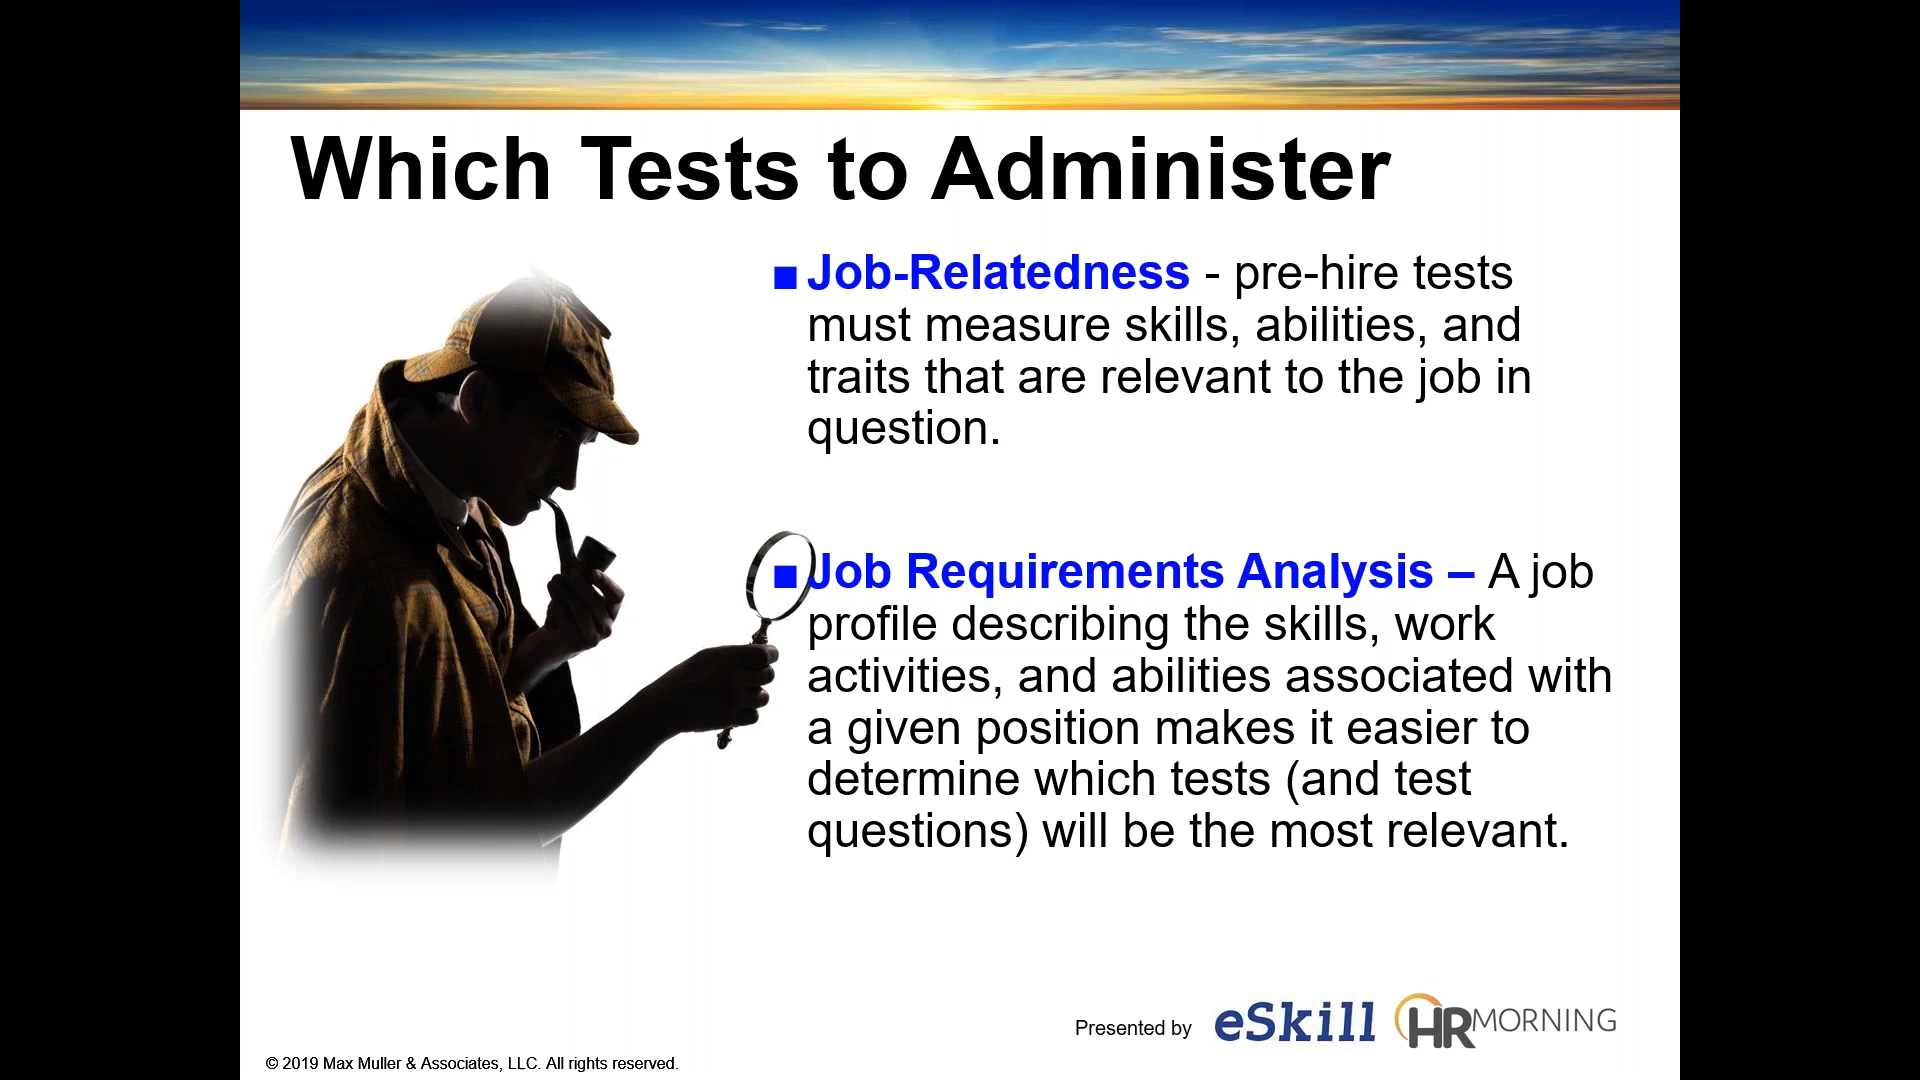 Which Tests to Administer
■ Job-Relatedness - pre-hire tests
must measure skills, abilities, and
traits that are relevant to the job in
question.
■ Job Requirements Analysis – A job
profile describing the skills, work
activities, and abilities associated with
a given position makes it easier to
determine which tests (and test
questions) will be the most relevant.
Presented by eSkill HRMORNING
© 2019 Max Muller & Associates, LLC. All rights reserved.